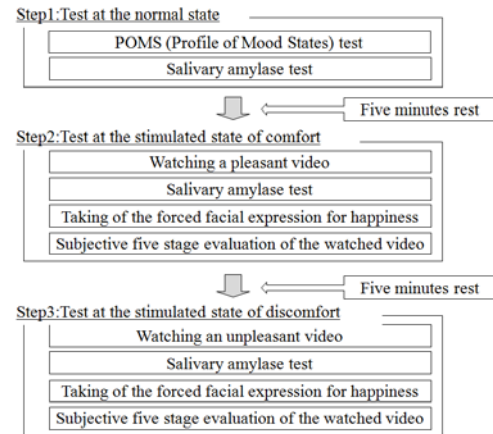 Step1:Test at the normal state
POMS (Profile of Mood States) test
Salivary amylase test
Five minutes rest
Step2:Test at the stimulated state of comfort
Watching a pleasant video
Salivary amylase test
Taking of the forced facial expression for happiness
Subjective five stage evaluation of the watched video
Five minutes rest
Step3:Test at the stimulated state of discomfort
Watching an unpleasant video
Salivary amylase test
Taking of the forced facial expression for happiness
Subjective five stage evaluation of the watched video